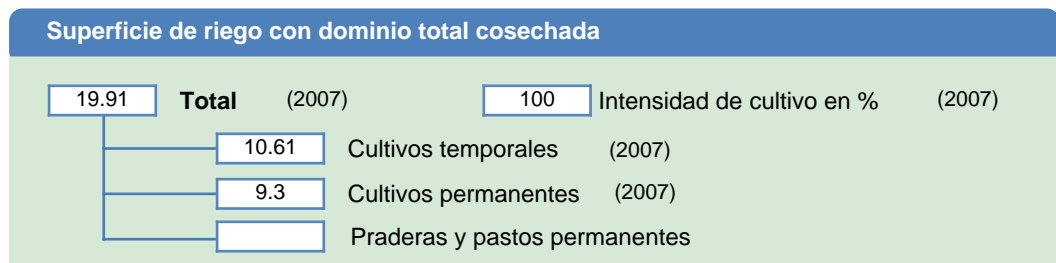 Superficie de riego con dominio total cosechada
19.91 Total (2007) 100 Intensidad de cultivo en % (2007)
10.61 Cultivos temporales (2007)
9.3 Cultivos permanentes (2007)
Praderas y pastos permanentes